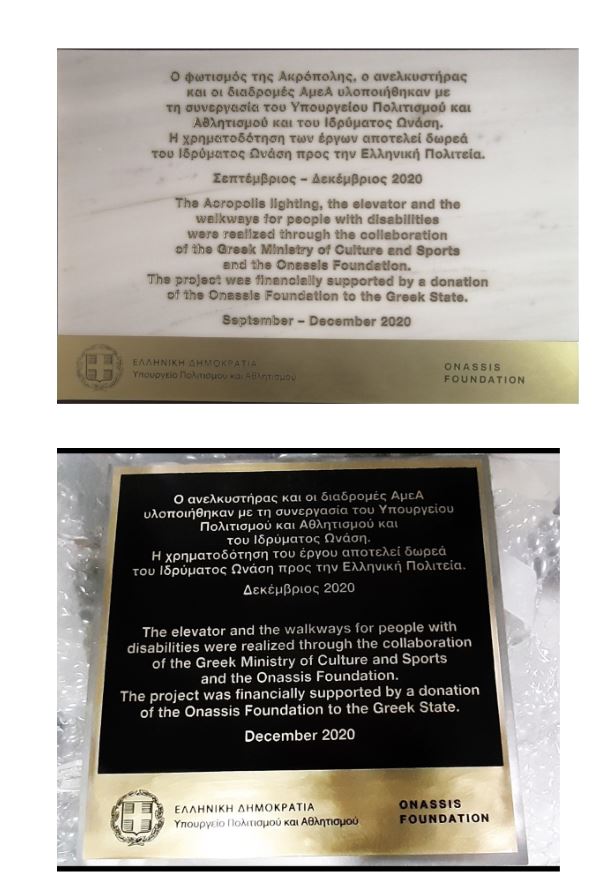 Ο φωτισμός της Ακρόπολης, ο ανελκυστήρας
και οι διαδρομές ΑμεΑ υλοποιήθηκαν με
τη συνεργασία του Υπουργείου Πολιτισμού και
Αθλητισμού και του Ιδρύματος Ωνάση.
Η χρηματοδότηση των έργων αποτελεί δωρεά
του Ιδρύματος Ωνάση προς την Ελληνική Πολιτεία.
Σεπτέμβριος – Δεκέμβριος 2020
The Acropolis lighting, the elevator and the
walkways for people with disabilities
were realized through the collaboration
of the Greek Ministry of Culture and Sports
and the Onassis Foundation.
The project was financially supported by a donation
of the Onassis Foundation to the Greek State.
September – December 2020
ΕΛΛΗΝΙΚΗ ΔΗΜΟΚΡΑΤΙΑ
Υπουργείο Πολιτισμού και Αθλητισμού
ONASSIS
FOUNDATION
Ο ανελκυστήρας και οι διαδρομές ΑμεΑ
υλοποιήθηκαν με τη συνεργασία του Υπουργείου
Πολιτισμού και Αθλητισμού και
του Ιδρύματος Ωνάση.
Η χρηματοδότηση του έργου αποτελεί δωρεά
του Ιδρύματος Ωνάση προς την Ελληνική Πολιτεία.
Δεκέμβριος 2020
The elevator and the walkways for people with
disabilities were realized through the collaboration
of the Greek Ministry of Culture and Sports
and the Onassis Foundation.
The project was financially supported by a donation
of the Onassis Foundation to the Greek State.
December 2020
ΕΛΛΗΝΙΚΗ ΔΗΜΟΚΡΑΤΙΑ
Υπουργείο Πολιτισμού και Αθλητισμού
ONASSIS
FOUNDATION